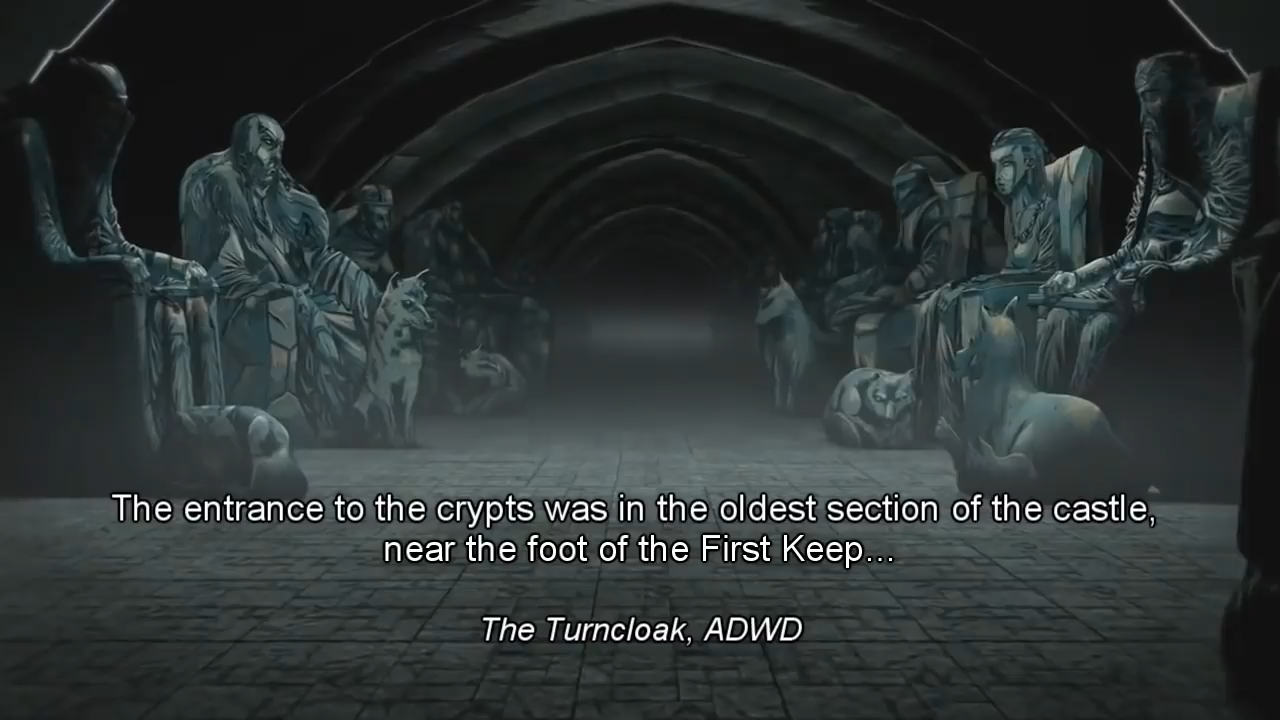 The entrance to the crypts was in the oldest section of the castle,
near the foot of the First Keep...
The Turncloak, ADWD